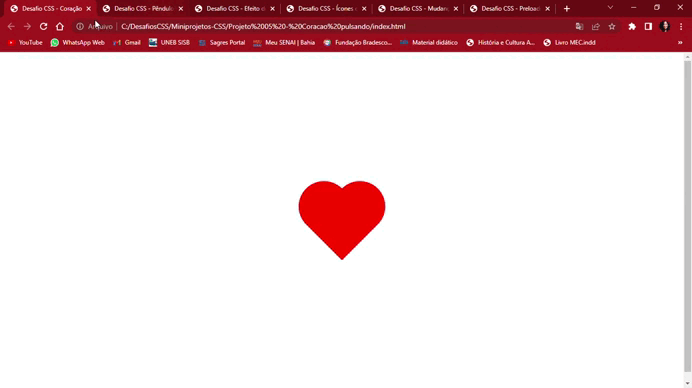 Desafio CSS - Coração
Desafio CSS - Pêndulo
Desafio CSS - Efeito d
Desafio CSS - Ícones
Desafio CSS - Mudan
Desafio CSS - Preload
Arquivo C:/DesafiosCSS/Miniprojetos-CSS/Projeto%2005%20-%20Coracao%20pulsando/index.html
YouTube WhatsApp Web Gmail UNEB SISB Sagres Portal Meu SENAI | Bahia Fundação Bradesco... Material didático História e Cultura A... Livro MEC.indd »